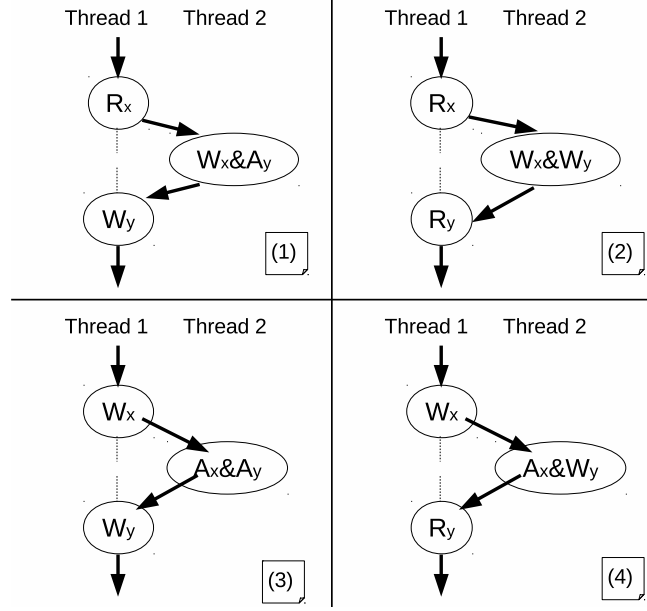 Thread 1 Thread 2
Rx
Wx&Ay
Wy
(1)
Thread 1 Thread 2
Rx
Wx&Wy
Ry
(2)
Thread 1 Thread 2
Wx
Ax&Ay
Wy
(3)
Thread 1 Thread 2
Wx
Ax&Wy
Ry
(4)